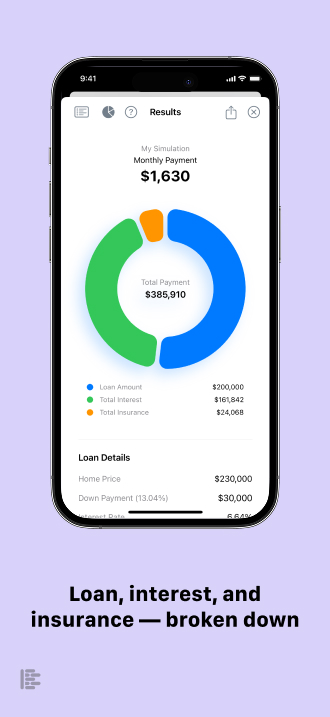 9:41
Results
My Simulation
Monthly Payment
$1,630
Total Payment
$385,910
Loan Amount $200,000
Total Interest $161,842
Total Insurance $24,068
Loan Details
Home Price $230,000
Down Payment (13.04%) $30,000
Interest Rate 6.64%
Loan, interest, and
insurance — broken down